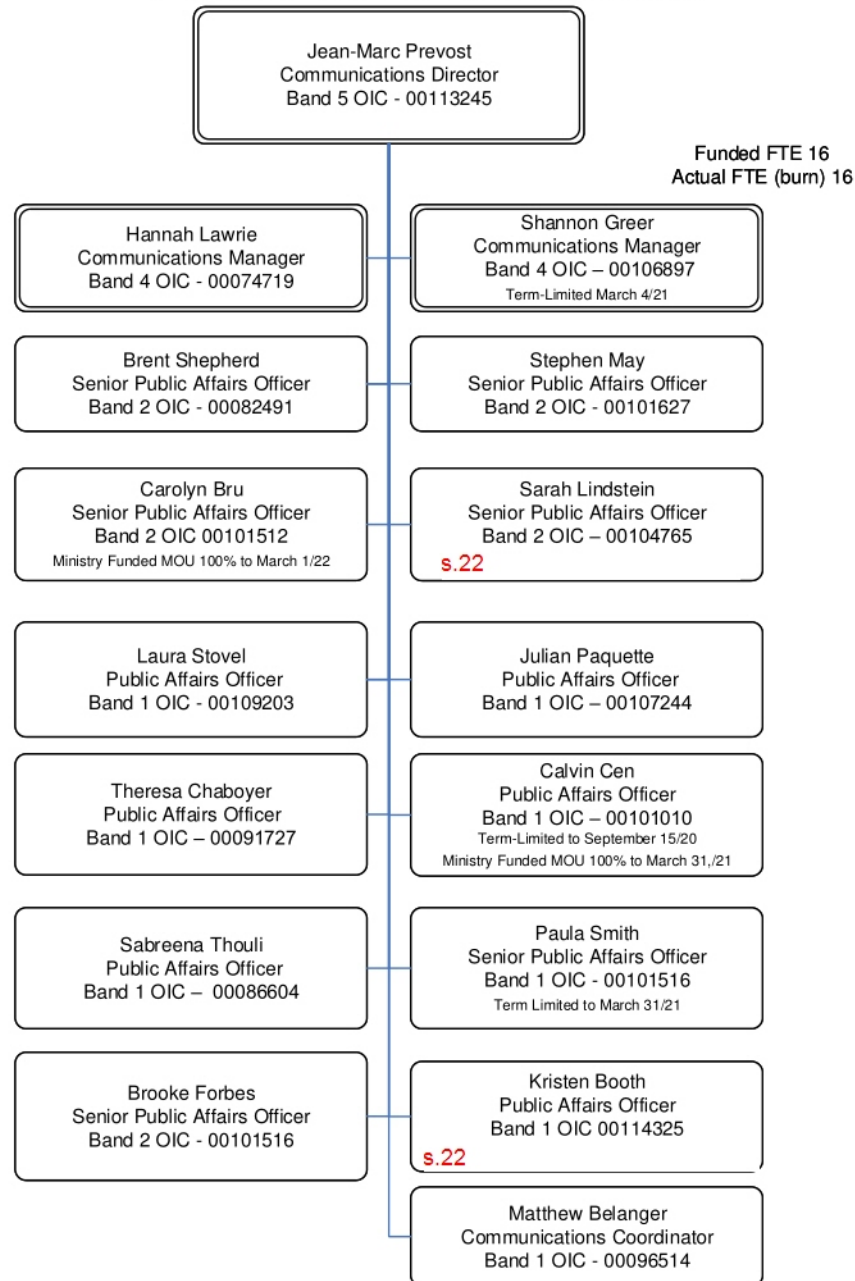 Jean-Marc Prevost
Communications Director
Band 5 OIC - 00113245
Funded FTE 16
Actual FTE (burn) 16
Hannah Lawrie
Communications Manager
Band 4 OIC - 00074719
Shannon Greer
Communications Manager
Band 4 OIC – 00106897
Term-Limited March 4/21
Brent Shepherd
Senior Public Affairs Officer
Band 2 OIC - 00082491
Stephen May
Senior Public Affairs Officer
Band 2 OIC - 00101627
Carolyn Bru
Senior Public Affairs Officer
Band 2 OIC 00101512
Ministry Funded MOU 100% to March 1/22
Sarah Lindstein
Senior Public Affairs Officer
Band 2 OIC – 00104765
s.22
Laura Stovel
Public Affairs Officer
Band 1 OIC - 00109203
Julian Paquette
Public Affairs Officer
Band 1 OIC – 00107244
Theresa Chaboyer
Public Affairs Officer
Band 1 OIC – 00091727
Calvin Cen
Public Affairs Officer
Band 1 OIC – 00101010
Term-Limited to September 15/20
Ministry Funded MOU 100% to March 31,/21
Sabreena Thouli
Public Affairs Officer
Band 1 OIC – 00086604
Paula Smith
Senior Public Affairs Officer
Band 1 OIC - 00101516
Term Limited to March 31/21
Brooke Forbes
Senior Public Affairs Officer
Band 2 OIC - 00101516
Kristen Booth
Public Affairs Officer
Band 1 OIC 00114325
s.22
Matthew Belanger
Communications Coordinator
Band 1 OIC - 00096514